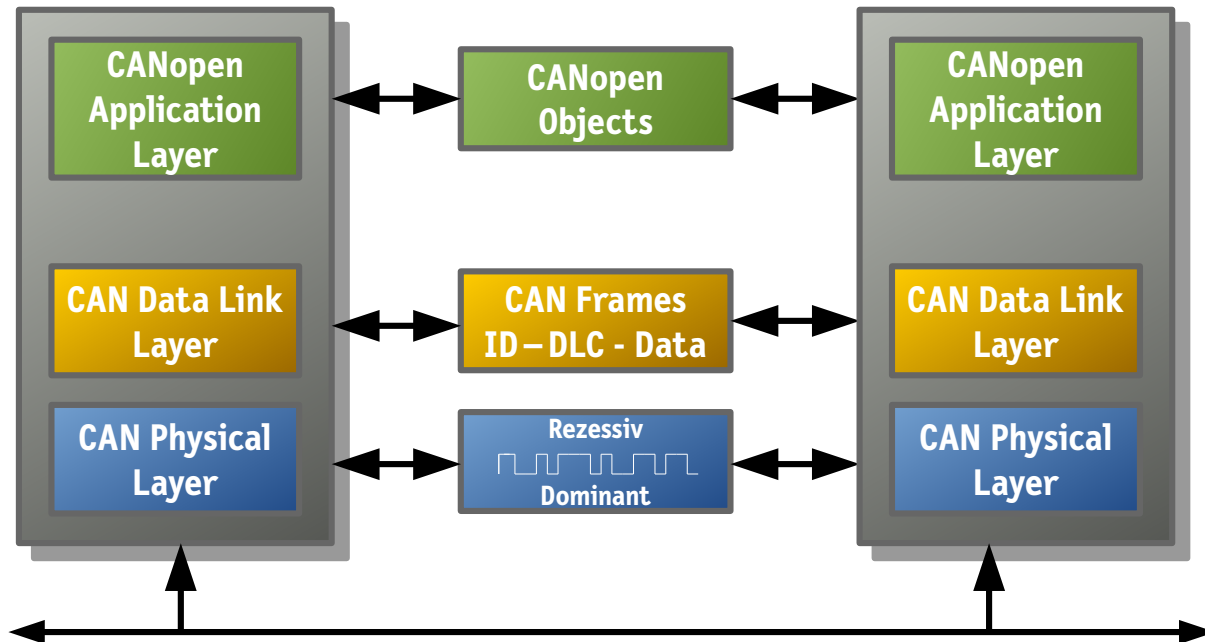 CANopen
Application
Layer
CANopen
Objects
CANopen
Application
Layer
CAN Data Link
Layer
CAN Frames
ID – DLC - Data
CAN Data Link
Layer
CAN Physical
Layer
Rezessiv
Dominant
CAN Physical
Layer